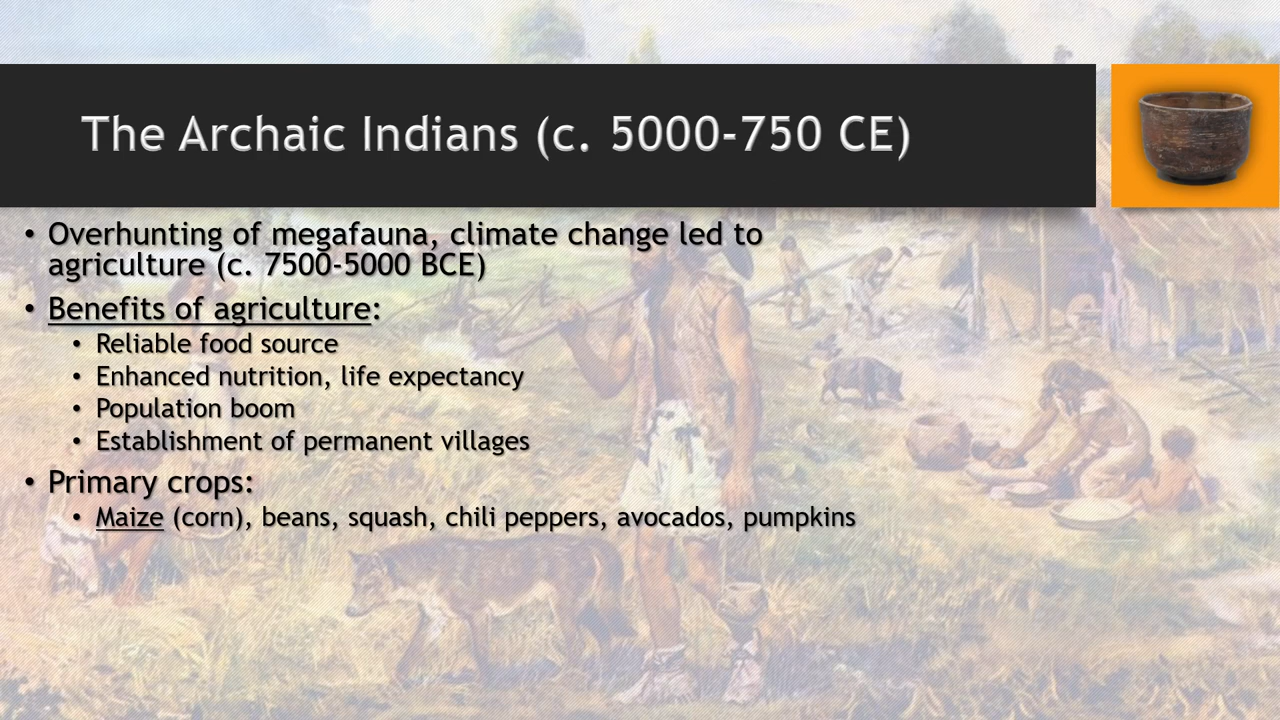 The Archaic Indians (c. 5000-750 CE)
• Overhunting of megafauna, climate change led to
agriculture (c. 7500-5000 BCE)
• Benefits of agriculture:
• Reliable food source
• Enhanced nutrition, life expectancy
• Population boom
• Establishment of permanent villages
• Primary crops:
• Maize (corn), beans, squash, chili peppers, avocados, pumpkins